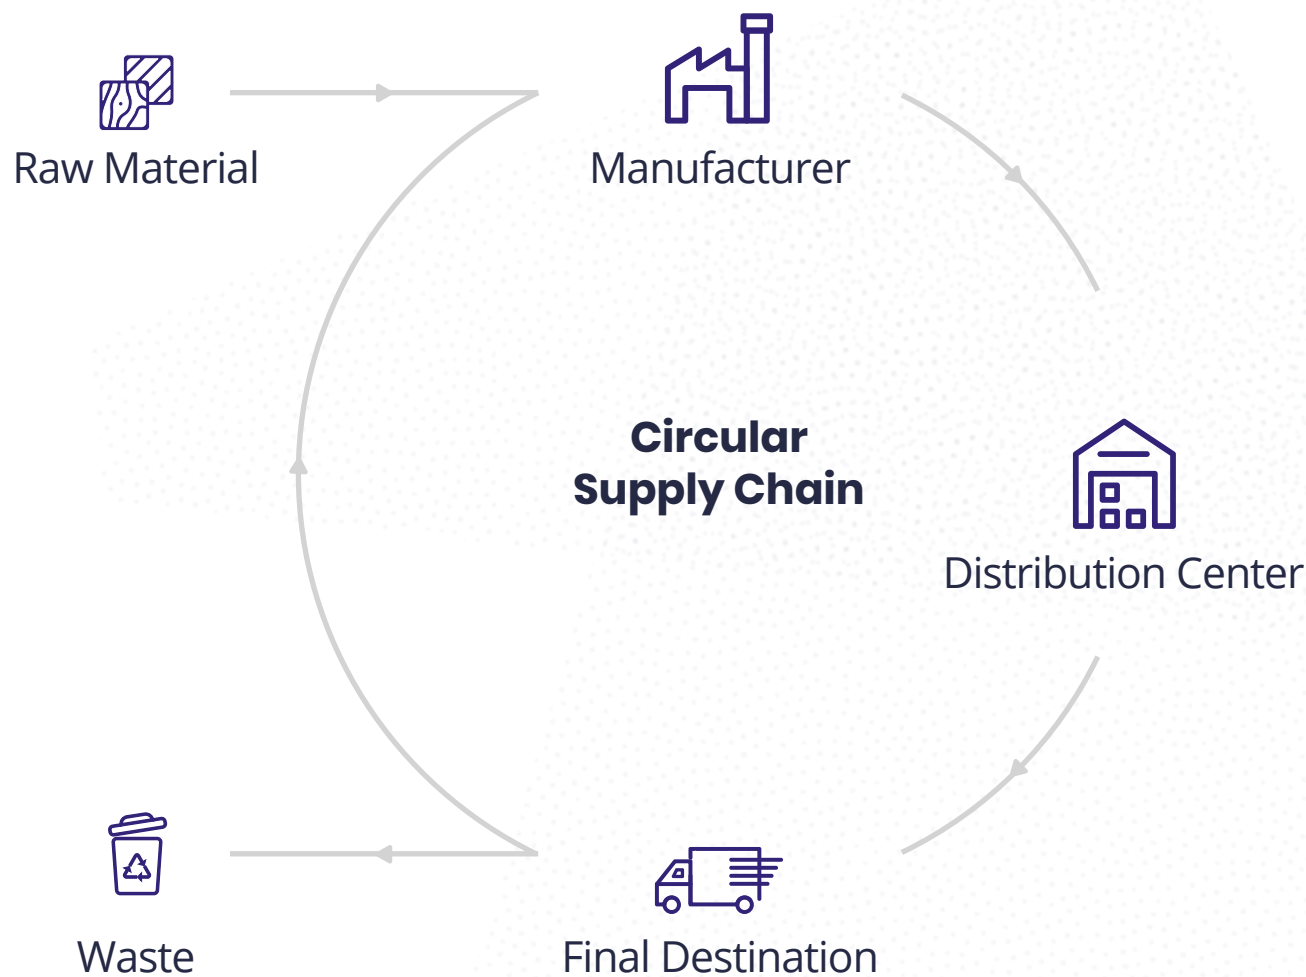 Raw Material
Manufacturer
Circular
Supply Chain
Distribution Center
Waste
Final Destination